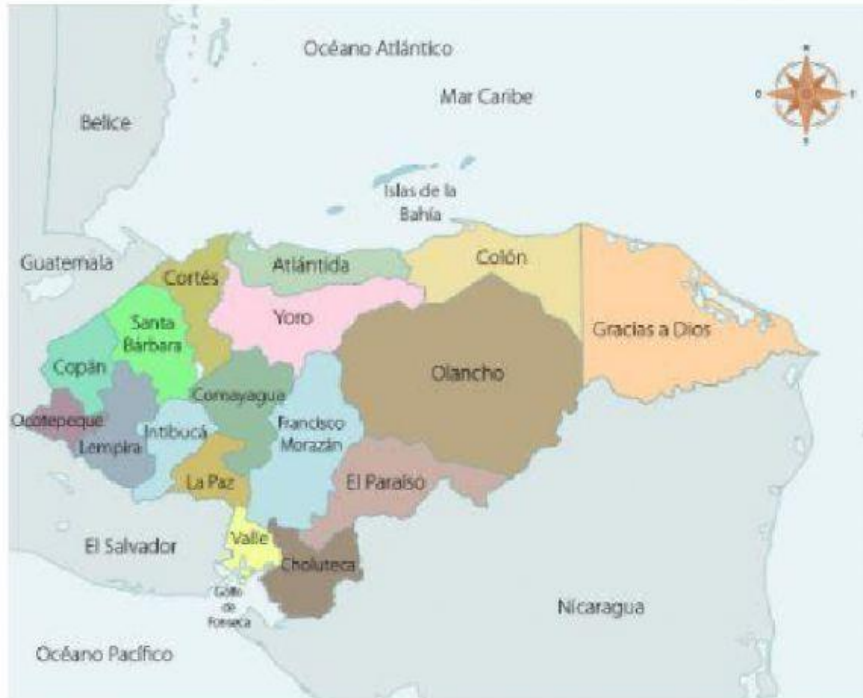 Océano Atlántico
Mar Caribe
N
O
E
S
Belice
Islas de la
Bahía
Guatemala
Cortés
Atlántida
Colón
Santa
Bárbara
Yoro
Gracias a Dios
Copán
Olancho
Comayagua
Ocotepeque
Lempira
Intibucá
Francisco
Morazán
La Paz
El Paraíso
El Salvador
Valle
Choluteca
Golfo
de
Fonseca
Nicaragua
Océano Pacífico